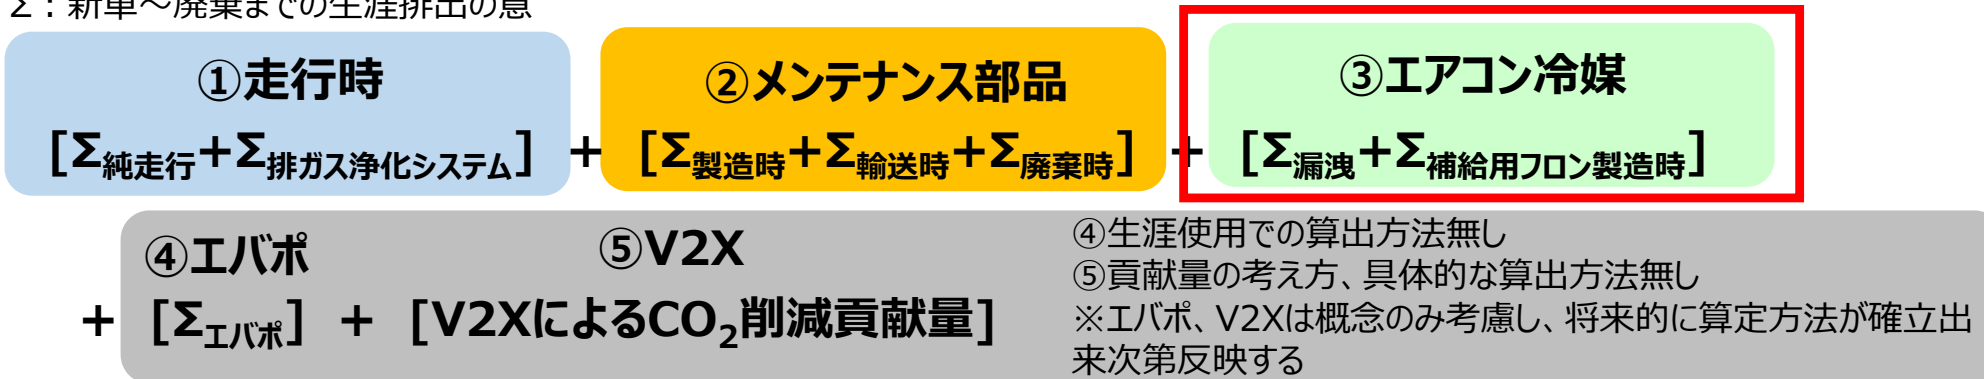 Σ：新車～廃棄までの生涯排出の意
①走行時
[Σ純走行+Σ排ガス浄化システム]
+
②メンテナンス部品
[Σ製造時+Σ輸送時+Σ廃棄時]
+
③エアコン冷媒
[Σ漏洩+Σ補給用フロン製造時]
④エバポ
+ [Σエバポ]
+
⑤V2X
[V2XによるCO₂削減貢献量]
④生涯使用での算出方法無し
⑤貢献量の考え方、具体的な算出方法無し
※エバポ、V2Xは概念のみ考慮し、将来的に算定方法が確立出
来次第反映する